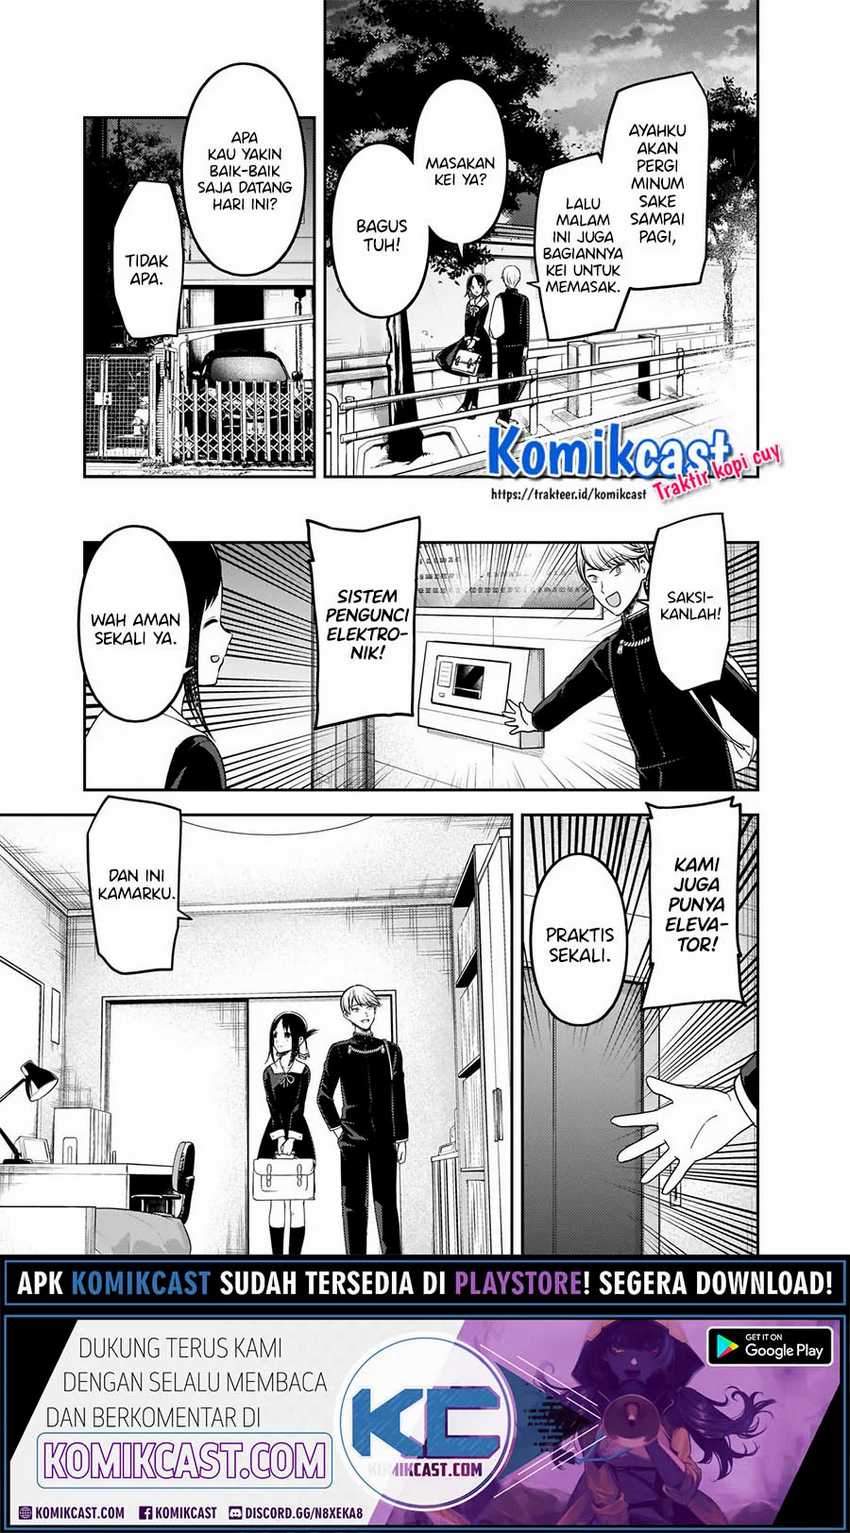 AYAHKU
AKAN
PERGI
MINUM
SAKE
SAMPAI
PAGI,
LALU
MALAM
INI JUGA
BAGIANNYA
KEI UNTUK
MEMASAK.
MASAKAN
KEI YA?
BAGUS
TUH!
APA
KAU YAKIN
BAIK-BAIK
SAJA DATANG
HARI INI?
TIDAK
APA.
Komikcast
https://trakteer.id/komikcast
Traktir kopi cuy
SAKSI-
KANLAH!
SISTEM
PENGUNCI
ELEKTRO-
NIK!
WAH AMAN
SEKALI YA.
KAMI
JUGA
PUNYA
ELEVA-
TOR!
PRAKTIS
SEKALI.
DAN INI
KAMARKU.
APK KOMIKCAST SUDAH TERSEDIA DI PLAYSTORE! SEGERA DOWNLOAD!
DUKUNG TERUS KAMI
DENGAN SELALU MEMBACA
DAN BERKOMENTAR DI
KOMIKCAST.COM
KOMIKCAST.COM
KOMIKCAST
DISCORD.GG/N8XEKA8
KC
KOMIKCAST.COM
GET IT ON
Google Play